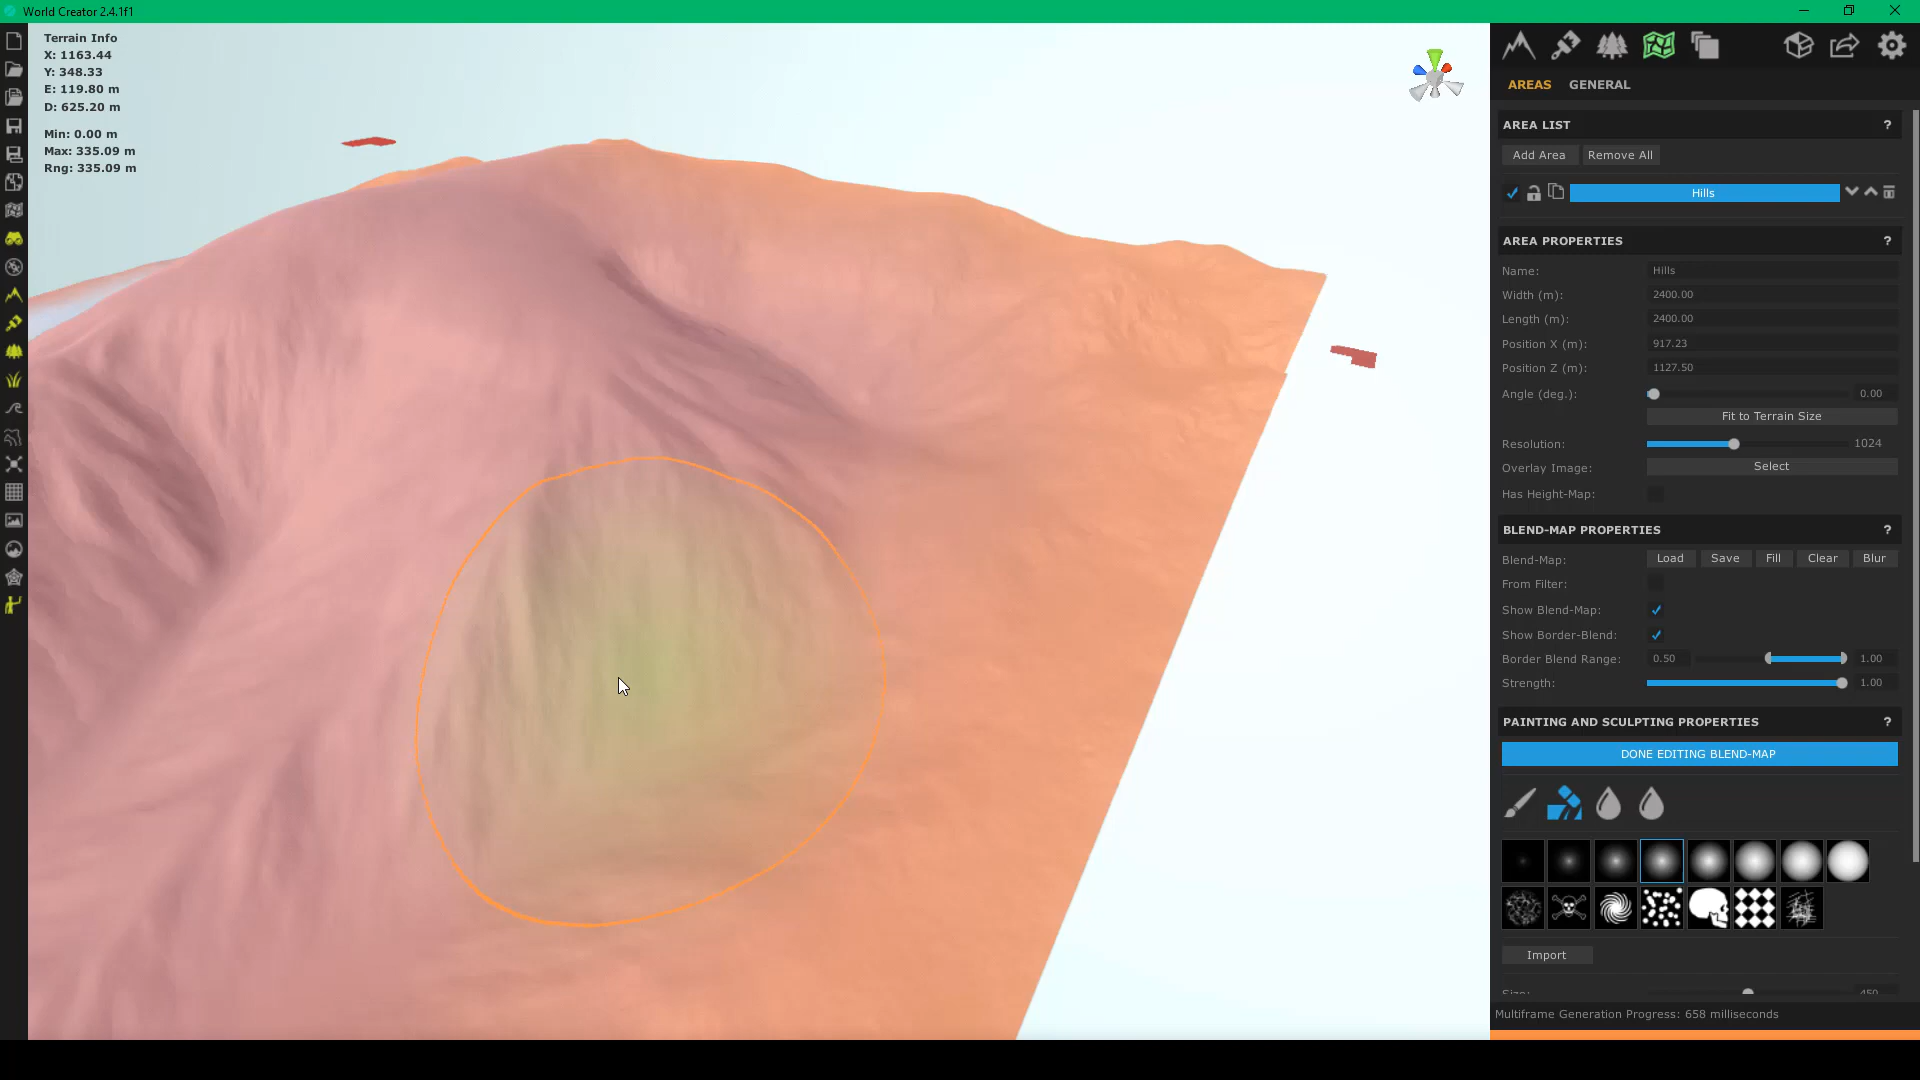 World Creator 2.4.1f1
Terrain Info
X: 1163.44
Y: 348.33
E: 119.80 m
D: 625.20 m
Min: 0.00 m
Max: 335.09 m
Rng: 335.09 m
AREAS GENERAL
AREA LIST ?
Add Area Remove All
Hills
AREA PROPERTIES ?
Name: Hills
Width (m): 2400.00
Length (m): 2400.00
Position X (m): 917.23
Position Z (m): 1127.50
Angle (deg.): 0.00
Fit to Terrain Size
Resolution: 1024
Overlay Image: Select
Has Height-Map:
BLEND-MAP PROPERTIES ?
Blend-Map: Load Save Fill Clear Blur
From Filter:
Show Blend-Map:
Show Border-Blend:
Border Blend Range: 0.50 1.00
Strength: 1.00
PAINTING AND SCULPTING PROPERTIES ?
DONE EDITING BLEND-MAP
Import
Size: 450
Multiframe Generation Progress: 658 milliseconds